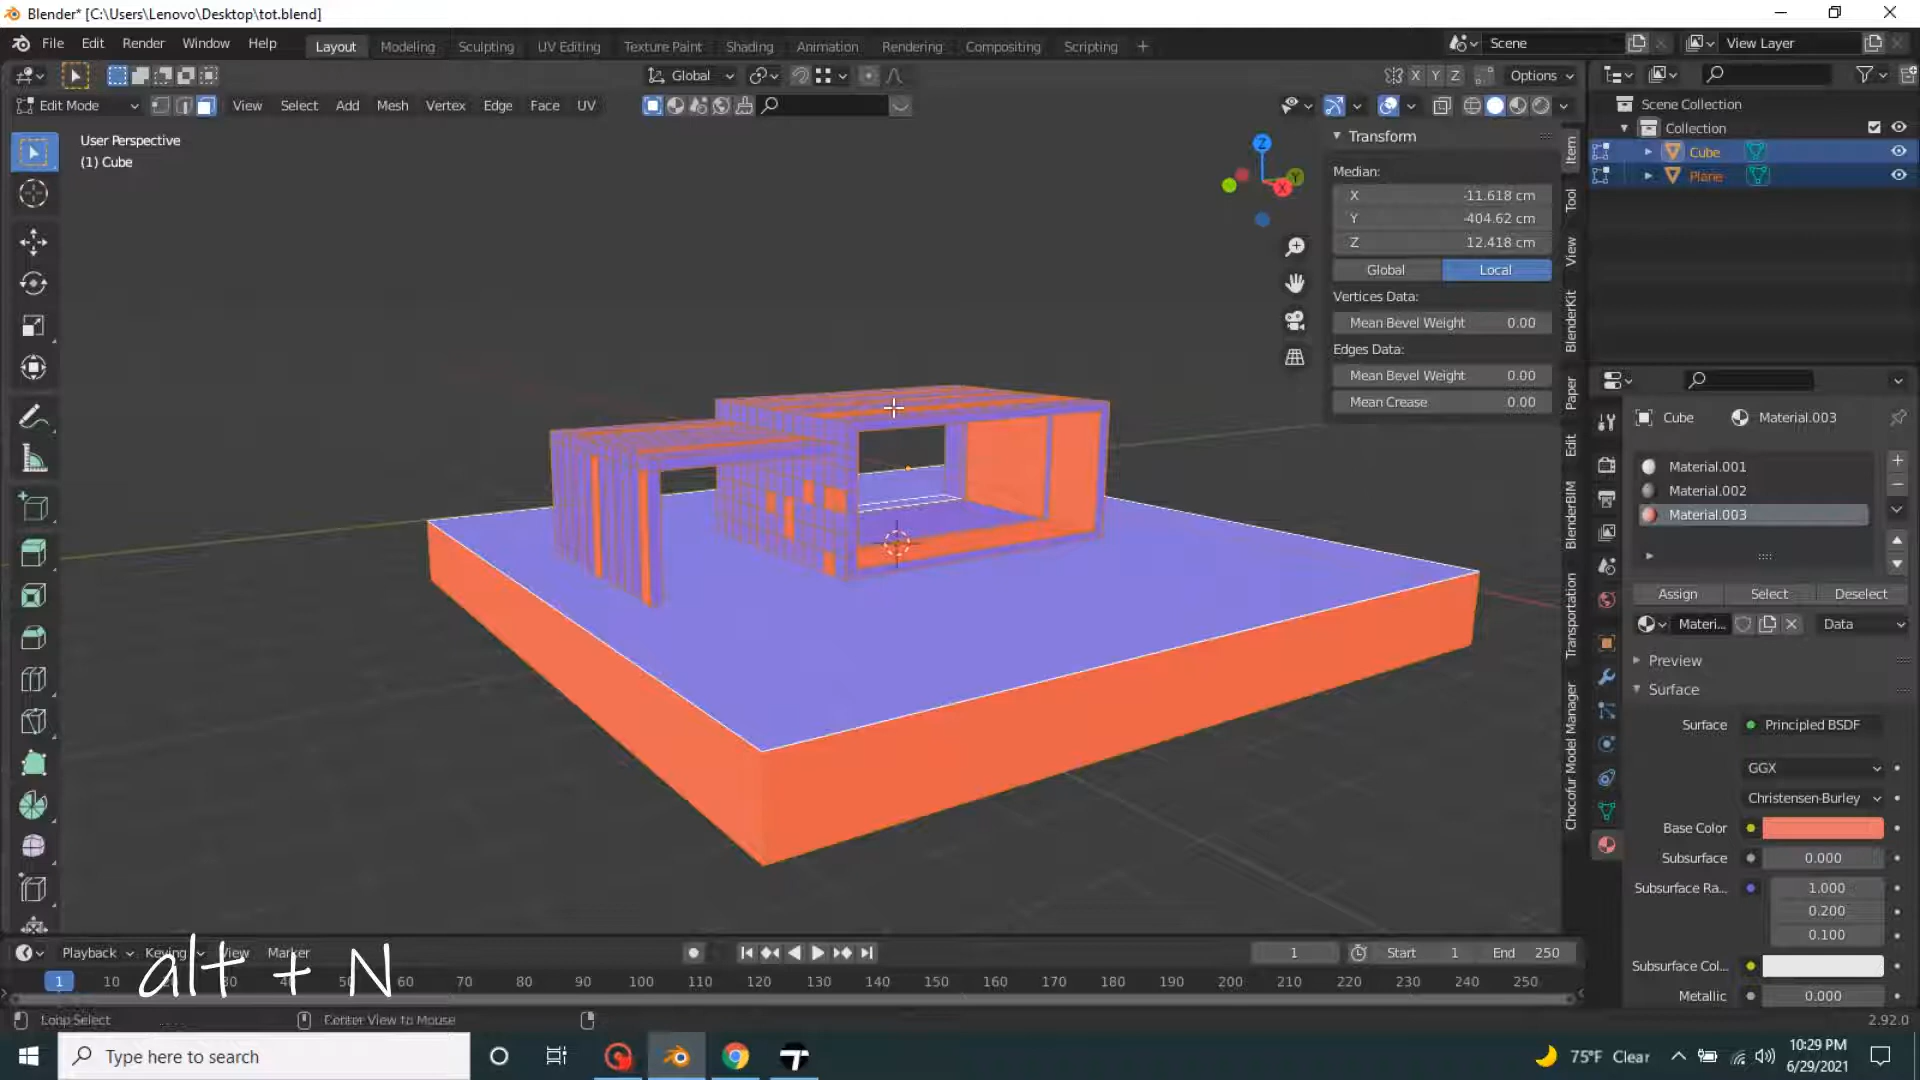 Blender* [C:\Users\Lenovo\Desktop\tot.blend]
File Edit Render Window Help Layout Modeling Sculpting UV Editing Texture Paint Shading Animation Rendering Compositing Scripting + Scene View Layer
Global X Y Z Options
Edit Mode View Select Add Mesh Vertex Edge Face UV
User Perspective
(1) Cube
Z
Y
X
Transform
Median:
X -11.618 cm
Y -404.62 cm
Z 12.418 cm
Global Local
Vertices Data:
Mean Bevel Weight 0.00
Edges Data:
Mean Bevel Weight 0.00
Mean Crease 0.00
Item
Tool
View
BlenderKit
Paper
Edit
BlenderBIM
Transportation
Chocofur Model Manager
Scene Collection
Collection
Cube
Plane
Cube Material.003
Material.001
Material.002
Material.003
Assign Select Deselect
Materi... Data
Preview
Surface
Surface Principled BSDF
GGX
Christensen-Burley
Base Color
Subsurface 0.000
Subsurface Ra... 1.000
0.200
0.100
Subsurface Col...
Metallic 0.000
Playback Keying View Marker 1 Start 1 End 250
alt + N
1 10 40 50 60 70 80 90 100 110 120 130 140 150 160 170 180 190 200 210 220 230 240 250
Loop Select Center View to Mouse 2.92.0
Type here to search
75°F Clear
10:29 PM
6/29/2021